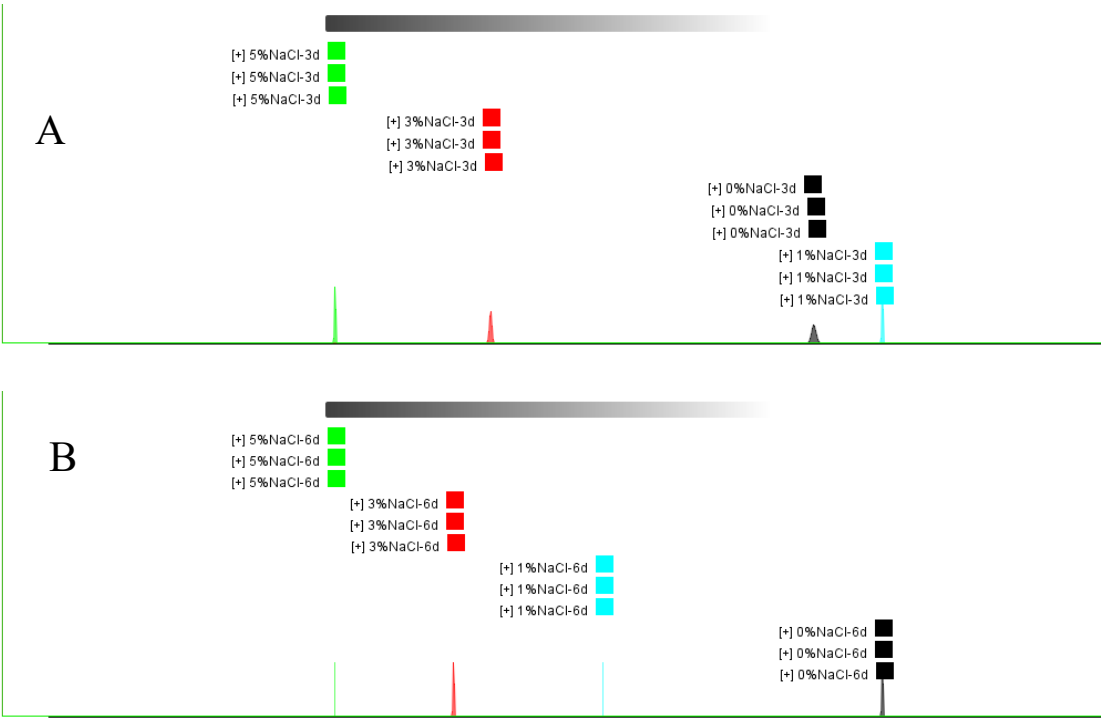 [+] 5%NaCl-3d
[+] 5%NaCl-3d
[+] 5%NaCl-3d
A
[+] 3%NaCl-3d
[+] 3%NaCl-3d
[+] 3%NaCl-3d
[+] 0%NaCl-3d
[+] 0%NaCl-3d
[+] 0%NaCl-3d
[+] 1%NaCl-3d
[+] 1%NaCl-3d
[+] 1%NaCl-3d
[+] 5%NaCl-6d
B
[+] 5%NaCl-6d
[+] 5%NaCl-6d
[+] 3%NaCl-6d
[+] 3%NaCl-6d
[+] 3%NaCl-6d
[+] 1%NaCl-6d
[+] 1%NaCl-6d
[+] 1%NaCl-6d
[+] 0%NaCl-6d
[+] 0%NaCl-6d
[+] 0%NaCl-6d